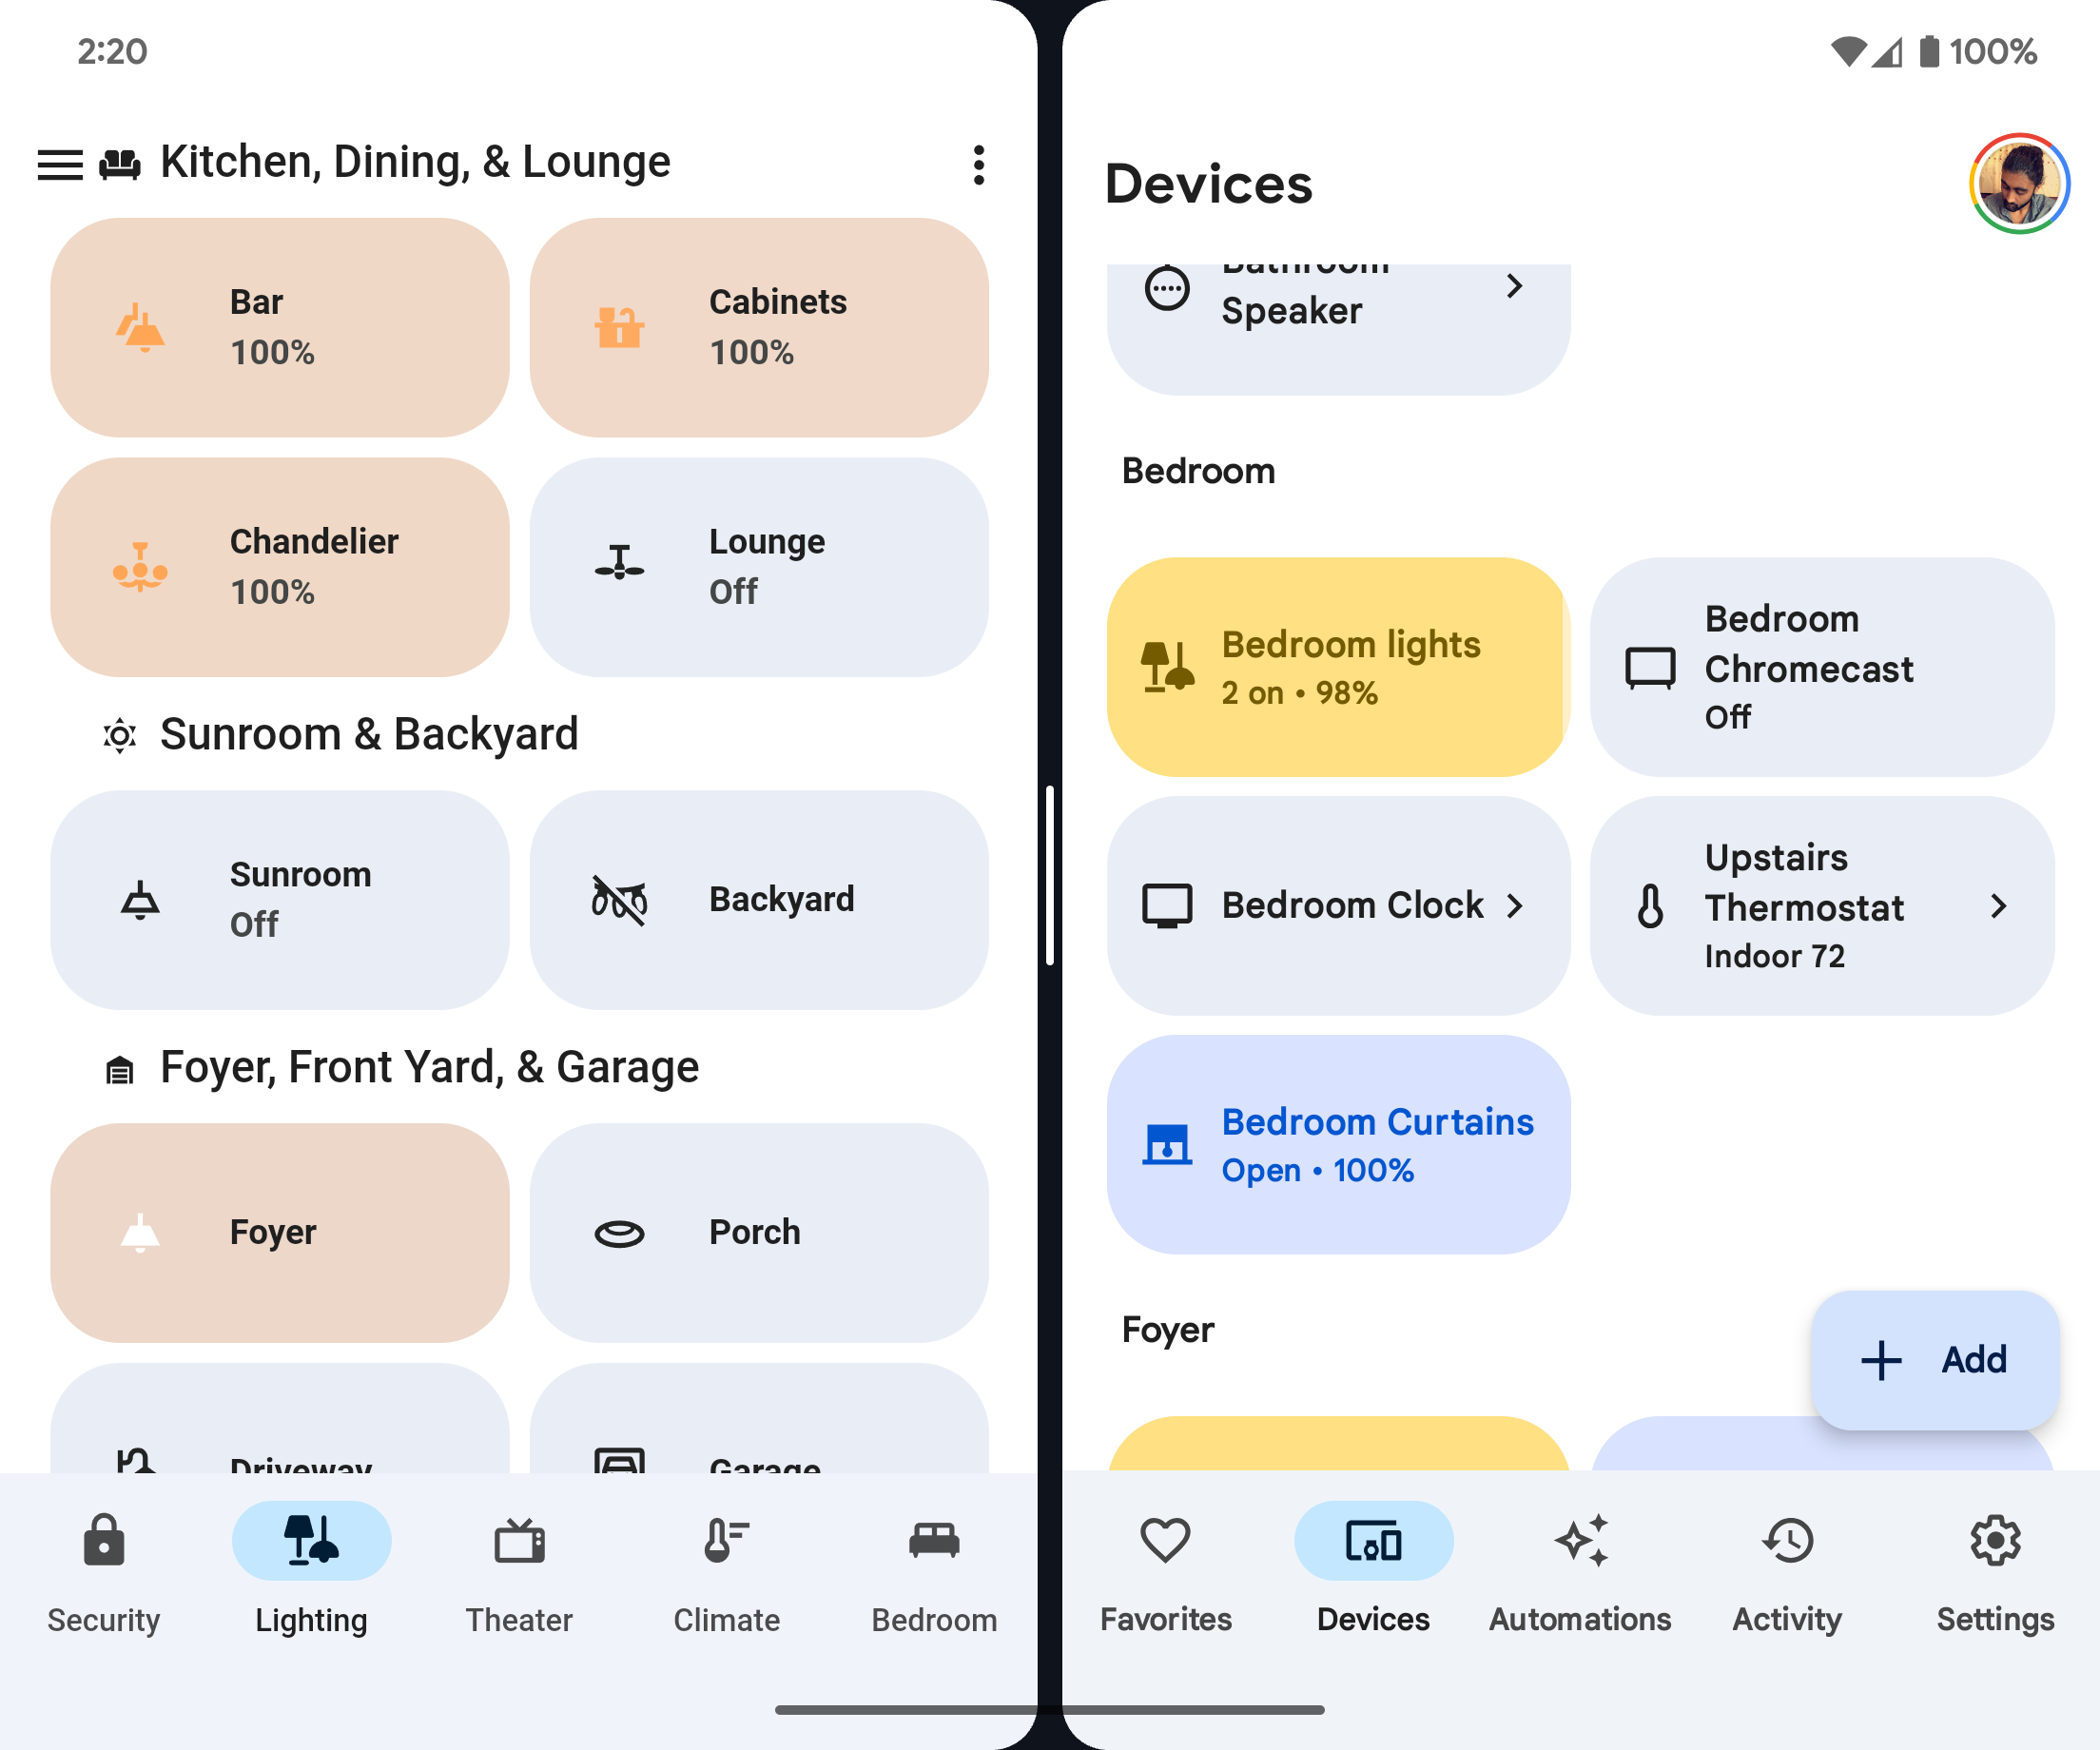 2:20
Kitchen, Dining, & Lounge
Bar
100%
Cabinets
100%
Chandelier
100%
Lounge
Off
Sunroom & Backyard
Sunroom
Off
Backyard
Foyer, Front Yard, & Garage
Foyer
Porch
Driveway
Garage
Security
Lighting
Theater
Climate
Bedroom
100%
Devices
Bathroom
Speaker
Bedroom
Bedroom lights
2 on • 98%
Bedroom
Chromecast
Off
Bedroom Clock
Upstairs
Thermostat
Indoor 72
Bedroom Curtains
Open • 100%
Foyer
Add
Favorites
Devices
Automations
Activity
Settings